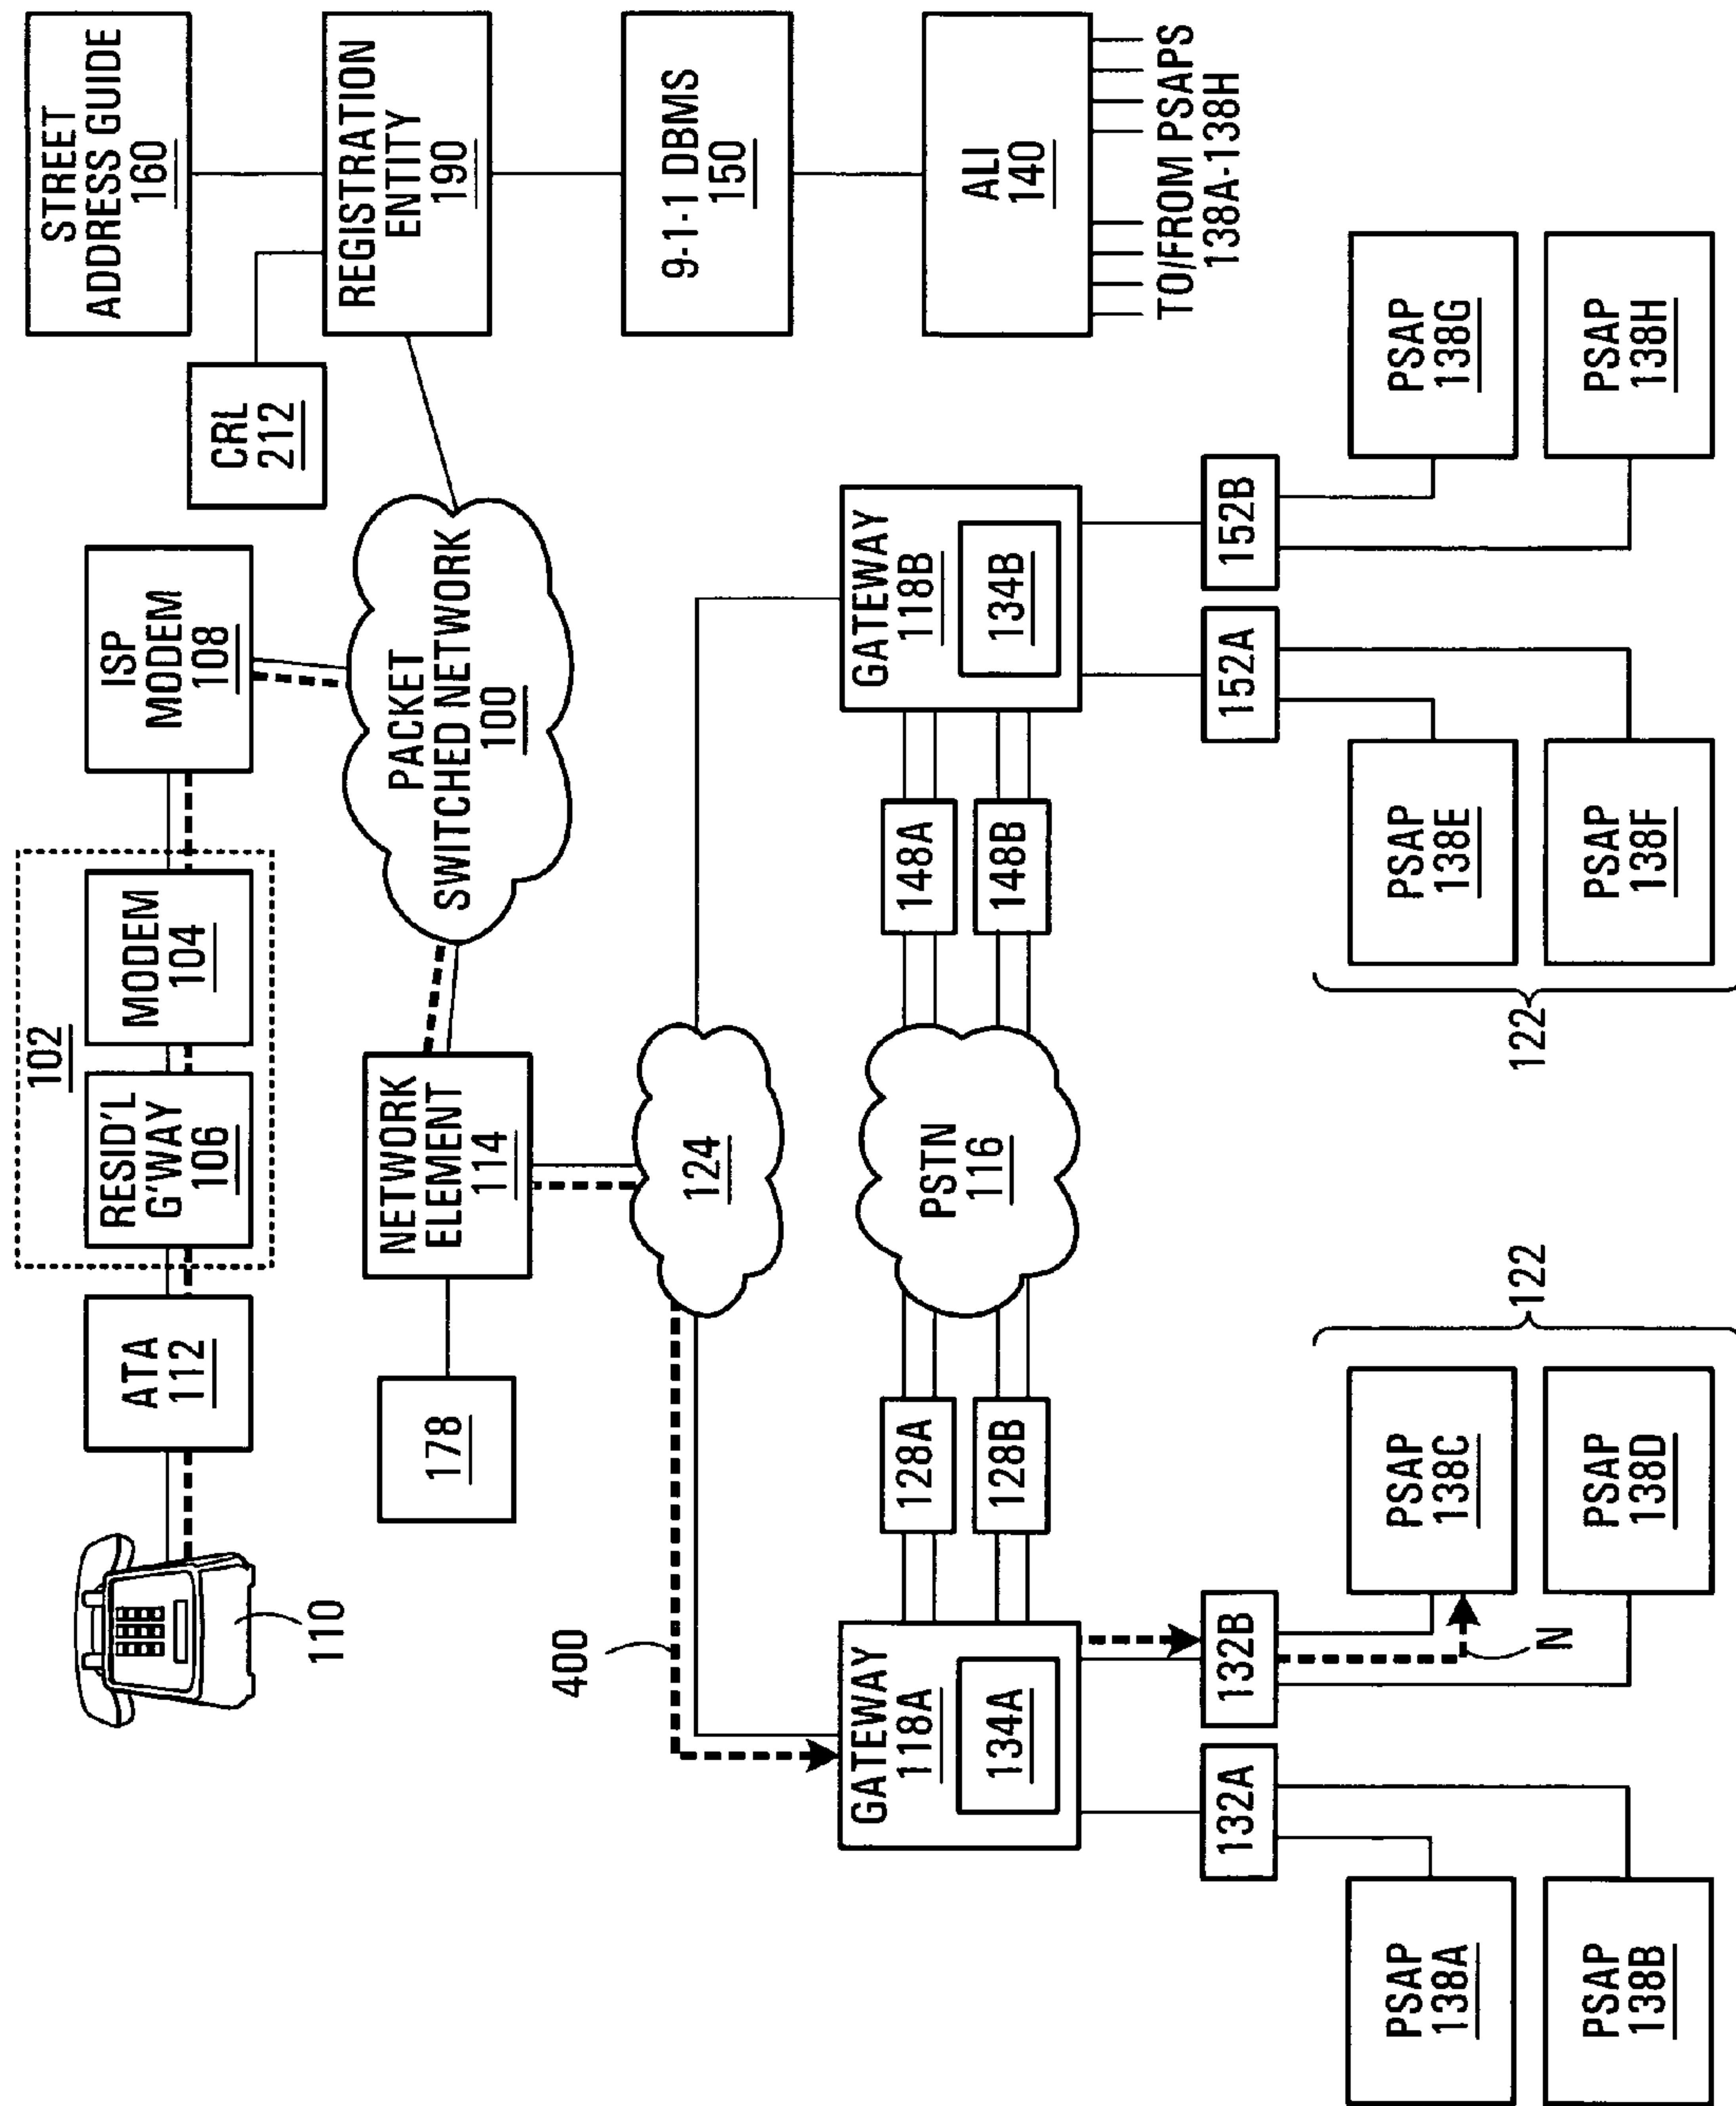 102
ATA
112
RESID'L
G'WAY
106
MODEM
104
ISP
MODEM
108
STREET
ADDRESS GUIDE
160
110
CRL
212
REGISTRATION
ENTITY
190
178
NETWORK
ELEMENT
114
PACKET
SWITCHED NETWORK
100
9-1-1 DBMS
150
400
124
GATEWAY
118A
134A
128A
128B
PSTN
116
148A
148B
GATEWAY
118B
134B
ALI
140
TO/FROM PSAPS
138A-138H
132A
132B
152A
152B
N
122
122
PSAP
138A
PSAP
138C
PSAP
138E
PSAP
138G
PSAP
138B
PSAP
138D
PSAP
138F
PSAP
138H